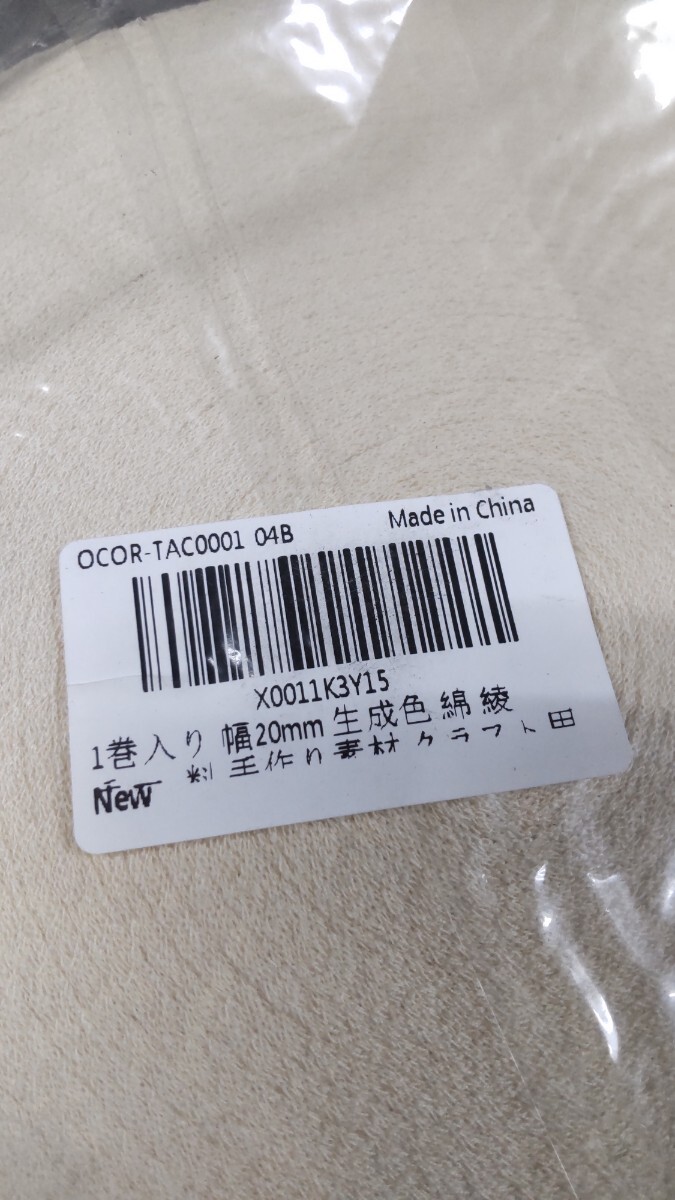 OCOR-TAC0001 04B
Made in China
X0011K3Y15
1巻入り 幅20mm 生成色 綿 綾
料 手作り 素材 クラフト
New